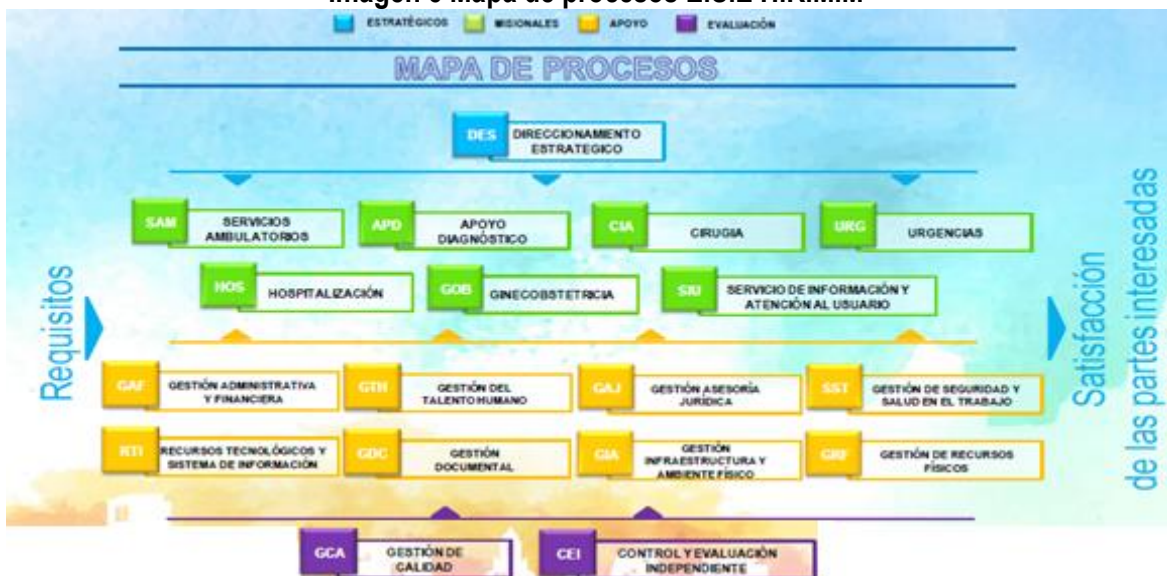 ESTRATÉGICOS MISIONALES APOYO EVALUACIÓN
MAPA DE PROCESOS
DES DIRECCIONAMIENTO
ESTRATEGICO
SAM SERVICIOS
AMBULATORIOS
APD APOYO
DIAGNÓSTICO
CIA CIRUGIA
URG URGENCIAS
HOS HOSPITALIZACIÓN
GOB GINECOBSTETRICIA
SIU SERVICIO DE INFORMACIÓN Y
ATENCIÓN AL USUARIO
Requisitos
Satisfacción
de las partes interesadas
GAF GESTIÓN ADMINISTRATIVA
Y FINANCIERA
GTH GESTIÓN DEL
TALENTO HUMANO
GAJ GESTIÓN ASESORÍA
JURÍDICA
SST GESTIÓN DE SEGURIDAD Y
SALUD EN EL TRABAJO
RTI RECURSOS TECNOLÓGICOS Y
SISTEMA DE INFORMACIÓN
GDC GESTIÓN
DOCUMENTAL
GIA GESTIÓN
INFRAESTRUCTURA Y
AMBIENTE FÍSICO
GRF GESTIÓN DE RECURSOS
FÍSICOS
GCA GESTIÓN DE
CALIDAD
CEI CONTROL Y EVALUACIÓN
INDEPENDIENTE